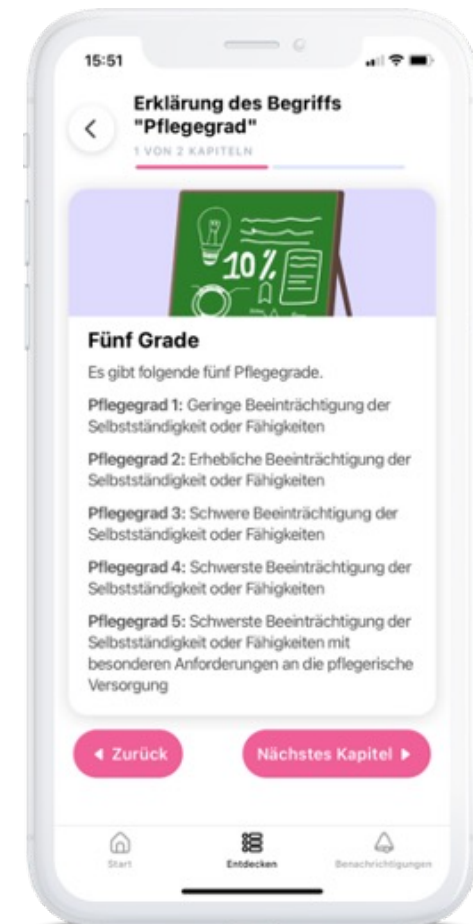 15:51
Erklärung des Begriffs
"Pflegegrad"
1 VON 2 KAPITELN
10%
Fünf Grade
Es gibt folgende fünf Pflegegrade.
Pflegegrad 1: Geringe Beeinträchtigung der
Selbstständigkeit oder Fähigkeiten
Pflegegrad 2: Erhebliche Beeinträchtigung der
Selbstständigkeit oder Fähigkeiten
Pflegegrad 3: Schwere Beeinträchtigung der
Selbstständigkeit oder Fähigkeiten
Pflegegrad 4: Schwerste Beeinträchtigung der
Selbstständigkeit oder Fähigkeiten
Pflegegrad 5: Schwerste Beeinträchtigung der
Selbstständigkeit oder Fähigkeiten mit
besonderen Anforderungen an die pflegerische
Versorgung
Zurück
Nächstes Kapitel
Start
Entdecken
Benachrichtigungen